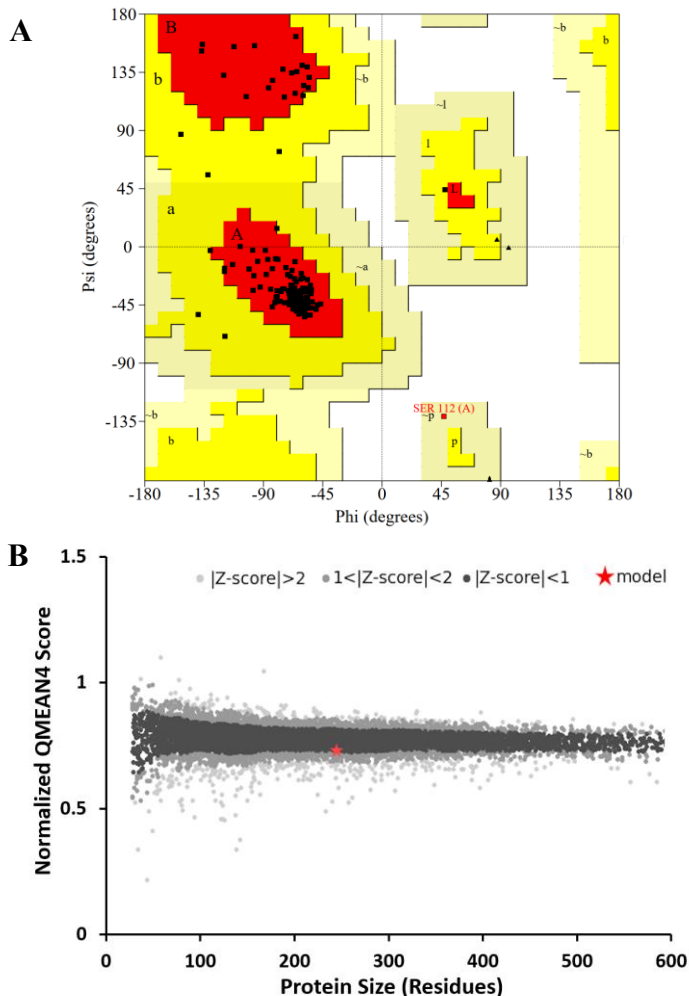 A
180
135
90
45
0
-45
-90
-135
Psi (degrees)
B
b
~b
b
~b
b
~l
l
L
a
A
~a
SER 112 (A)
~b
~p
b
p
~b
-180 -135 -90 -45 0 45 90 135 180
Phi (degrees)
B
1.5
1
0.5
0
Normalized QMEAN4 Score
|Z-score|>2 1<|Z-score|<2 |Z-score|<1 model
0 100 200 300 400 500 600
Protein Size (Residues)